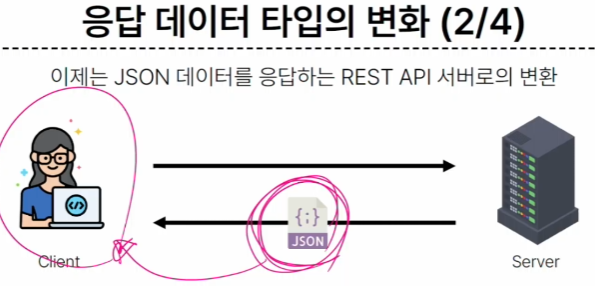 응답 데이터 타입의 변화 (2/4)
이제는 JSON 데이터를 응답하는 REST API 서버로의 변환
{;}
JSON
</>
Client
Server